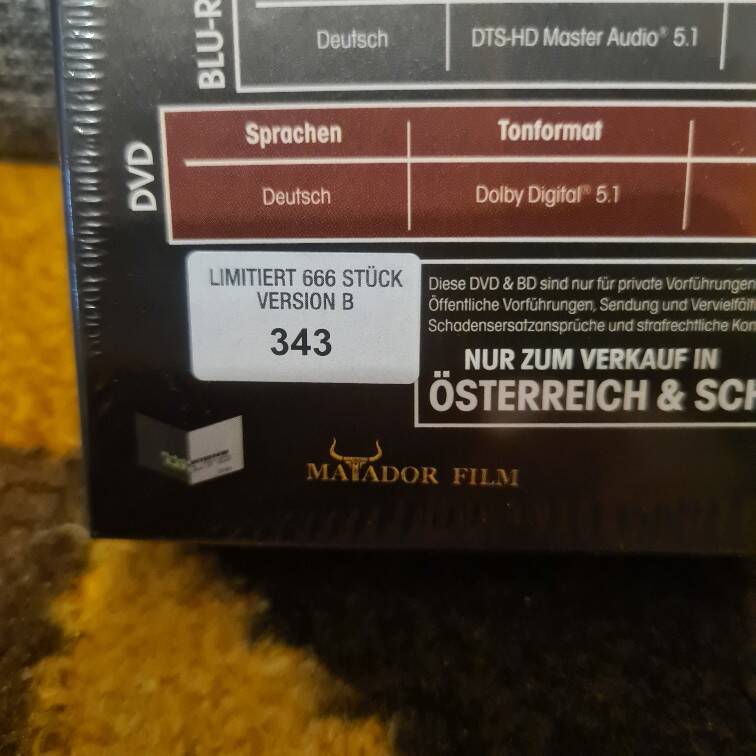 BLU-R
Deutsch DTS-HD Master Audio® 5.1
DVD
Sprachen Tonformat
Deutsch Dolby Digital® 5.1
LIMITIERT 666 STÜCK
VERSION B
343
Diese DVD & BD sind nur für private Vorführungen
Öffentliche Vorführungen, Sendung und Vervielfält
Schadensersatzansprüche und strafrechtliche Kon
NUR ZUM VERKAUF IN
ÖSTERREICH & SCH
MATADOR FILM